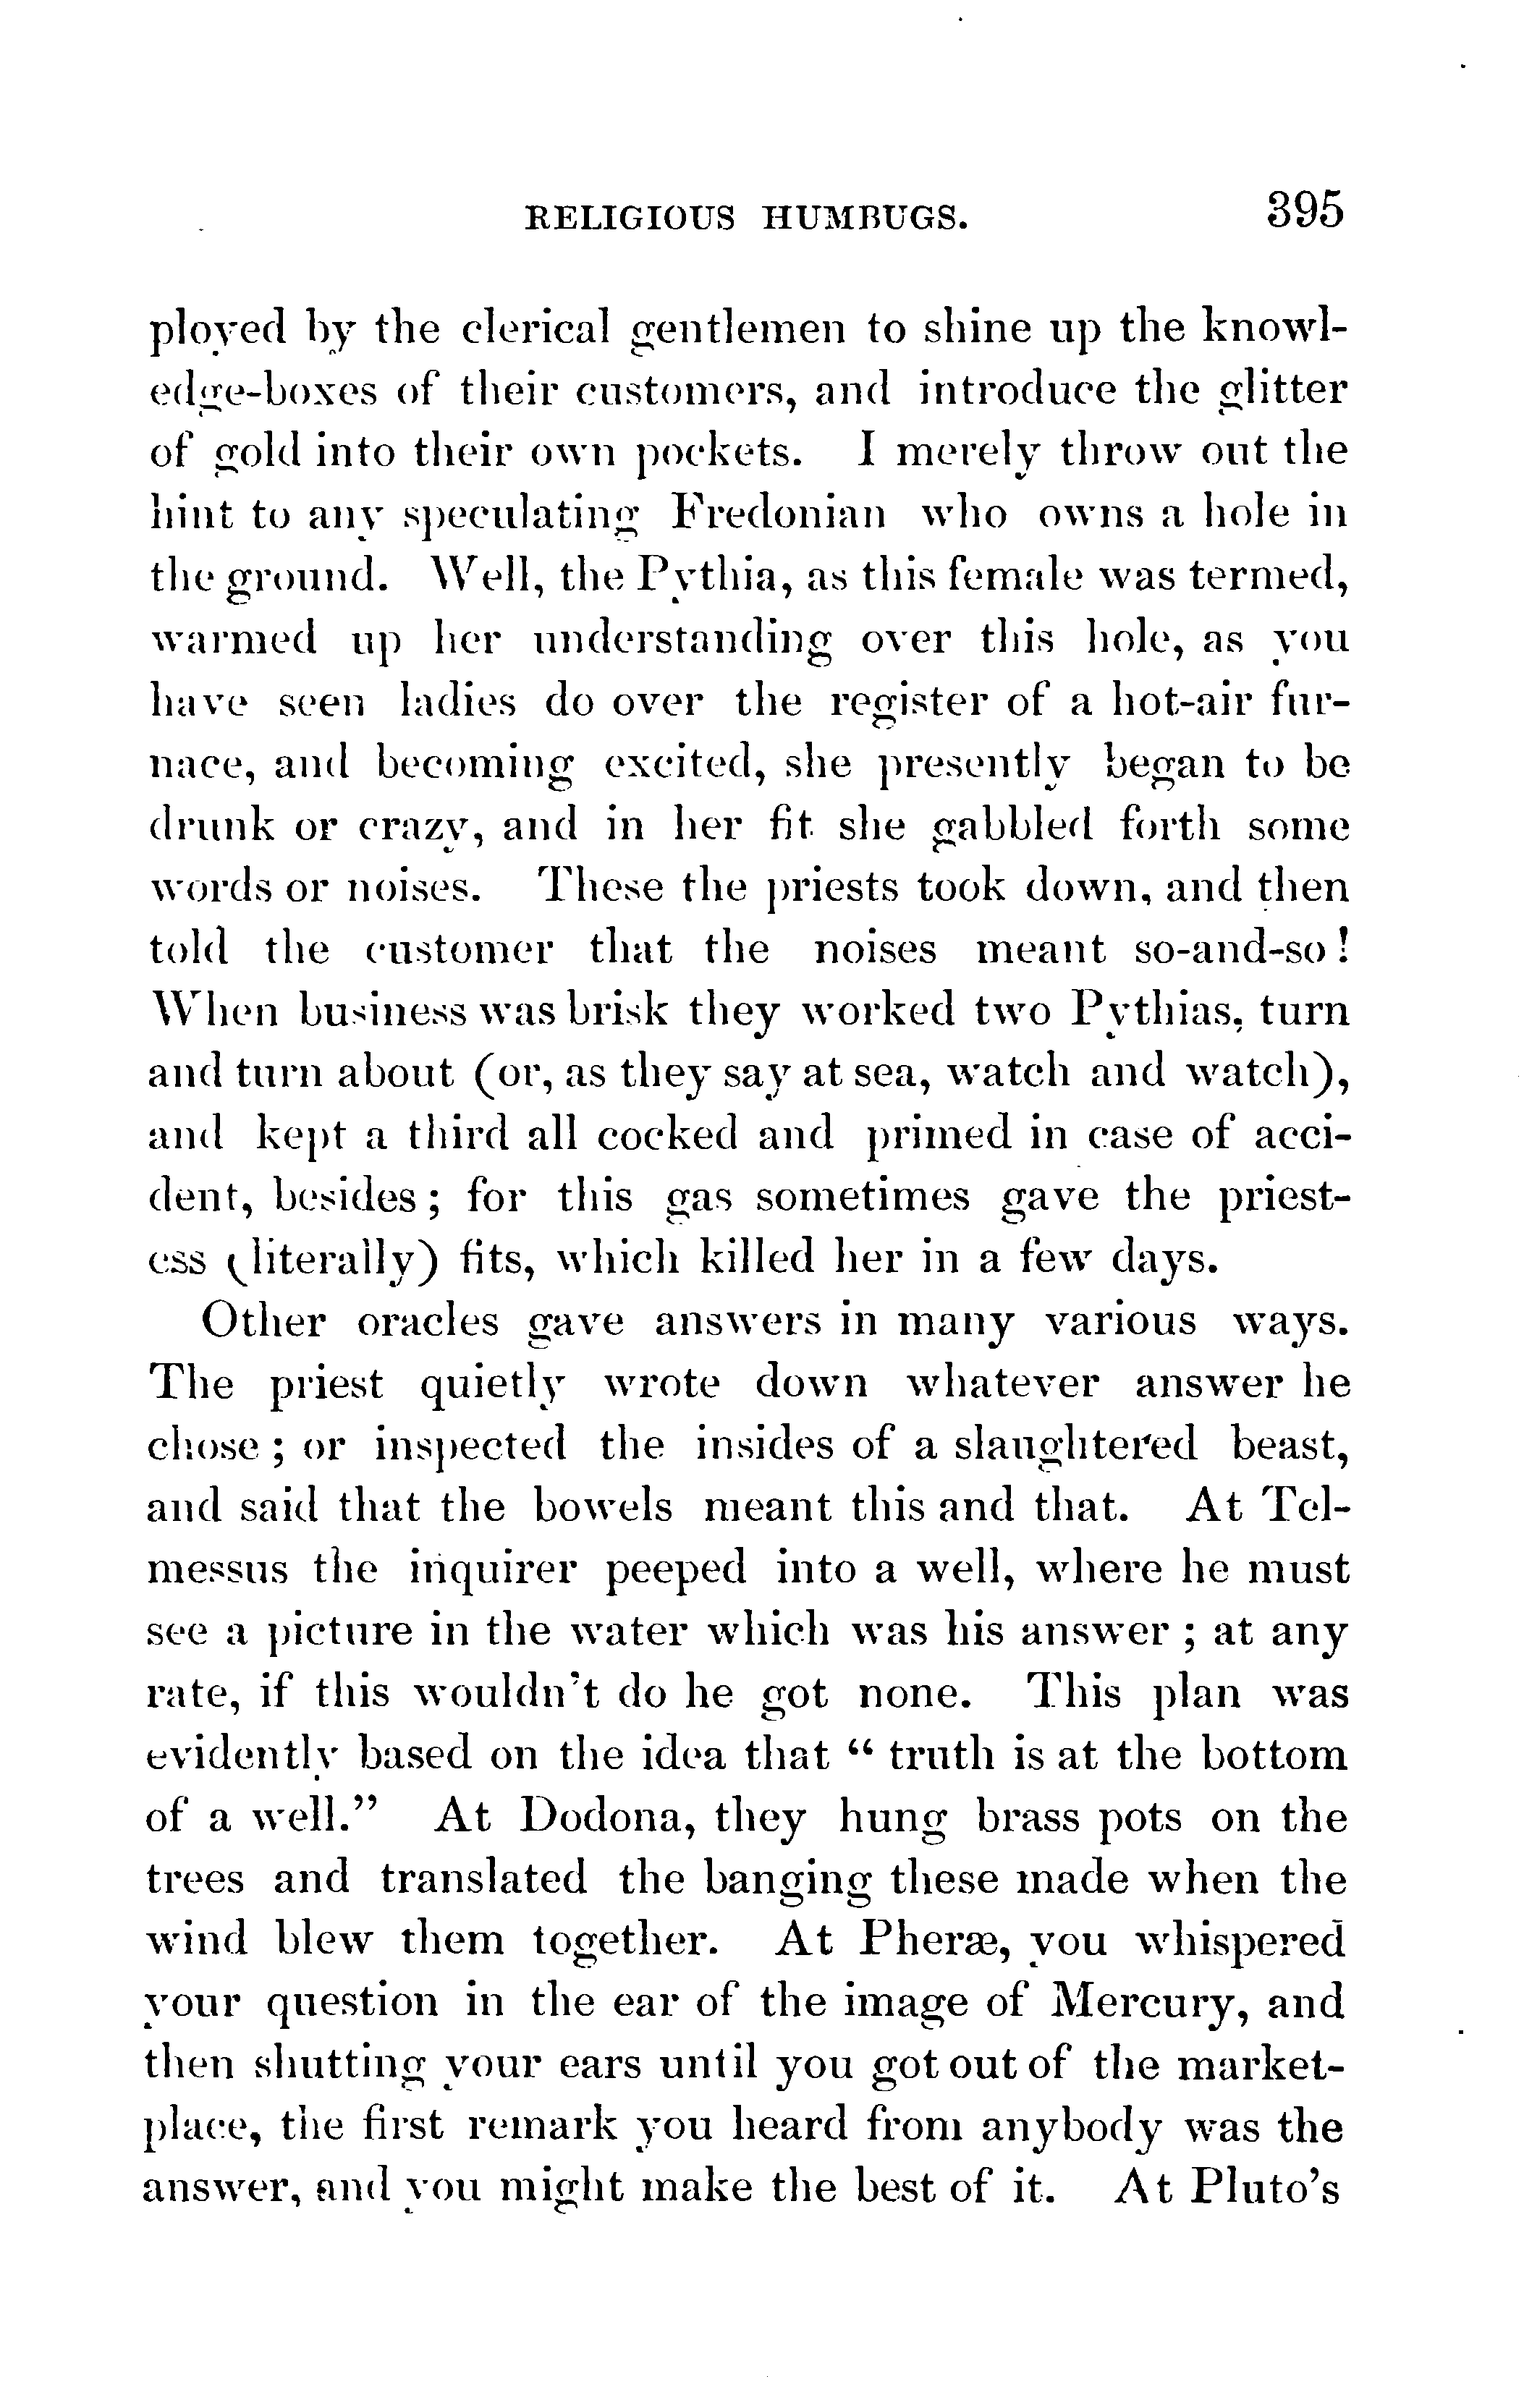 RELIGIOUS HUMBUGS. 395
ployed by the clerical gentlemen to shine up the knowl-
edge-boxes of their customers, and introduce the glitter
of gold into their own pockets. I merely throw out the
hint to any speculating Fredonian who owns a hole in
the ground. Well, the Pythia, as this female was termed,
warmed up her understanding over this hole, as you
have seen ladies do over the register of a hot-air fur-
nace, and becoming excited, she presently began to be
drunk or crazy, and in her fit she gabbled forth some
words or noises. These the priests took down, and then
told the customer that the noises meant so-and-so!
When business was brisk they worked two Pythias, turn
and turn about (or, as they say at sea, watch and watch),
and kept a third all cocked and primed in case of acci-
dent, besides; for this gas sometimes gave the priest-
ess (literally) fits, which killed her in a few days.
Other oracles gave answers in many various ways.
The priest quietly wrote down whatever answer he
chose; or inspected the insides of a slaughtered beast,
and said that the bowels meant this and that. At Tel-
messus the inquirer peeped into a well, where he must
see a picture in the water which was his answer; at any
rate, if this wouldn't do he got none. This plan was
evidently based on the idea that “ truth is at the bottom
of a well.” At Dodona, they hung brass pots on the
trees and translated the banging these made when the
wind blew them together. At Pheræ, you whispered
your question in the ear of the image of Mercury, and
then shutting your ears until you got out of the market-
place, the first remark you heard from anybody was the
answer, and you might make the best of it. At Pluto's